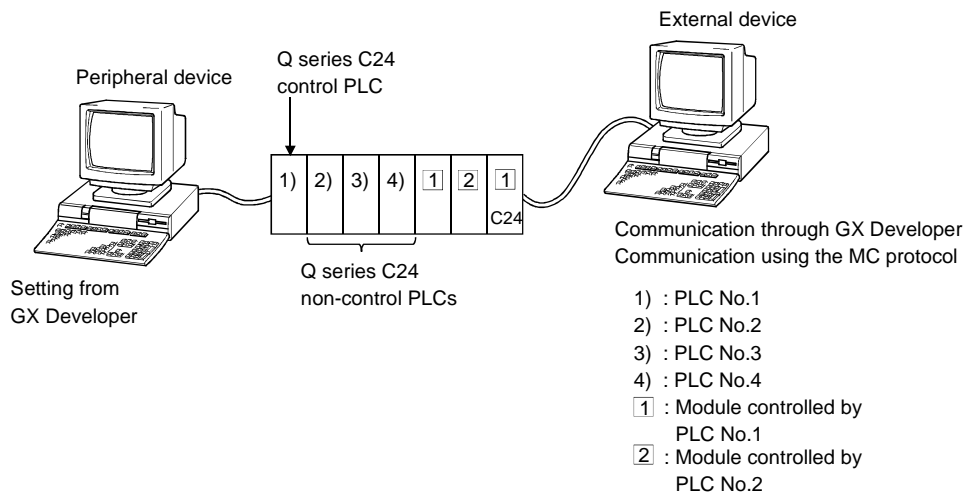 External device
Q series C24
control PLC
Peripheral device
1) 2) 3) 4) 1 2 1
C24
Communication through GX Developer
Communication using the MC protocol
Q series C24
non-control PLCs
Setting from
GX Developer
1) : PLC No.1
2) : PLC No.2
3) : PLC No.3
4) : PLC No.4
1 : Module controlled by
PLC No.1
2 : Module controlled by
PLC No.2